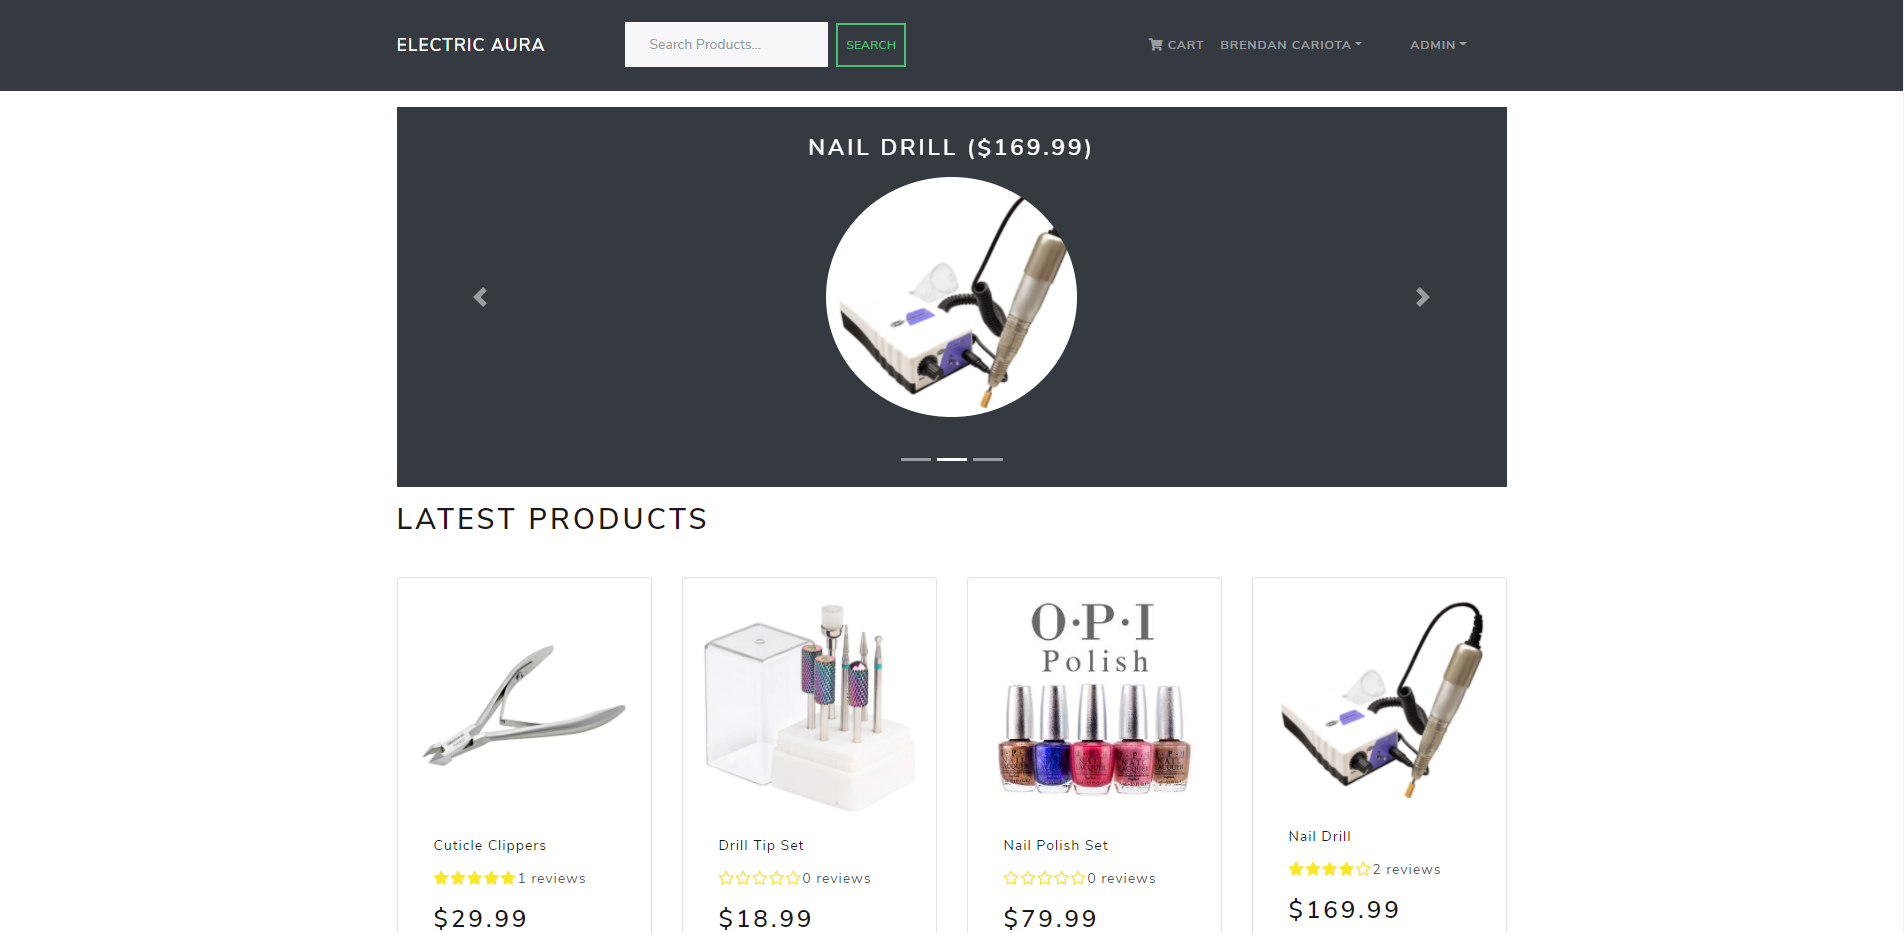 ELECTRIC AURA
Search Products...
SEARCH
CART
BRENDAN CARIOTA
ADMIN
NAIL DRILL ($169.99)
LATEST PRODUCTS
O·P·I
Polish
O·P·I
NAIL
LACQUER
Cuticle Clippers
1 reviews
$29.99
Drill Tip Set
0 reviews
$18.99
Nail Polish Set
0 reviews
$79.99
Nail Drill
2 reviews
$169.99